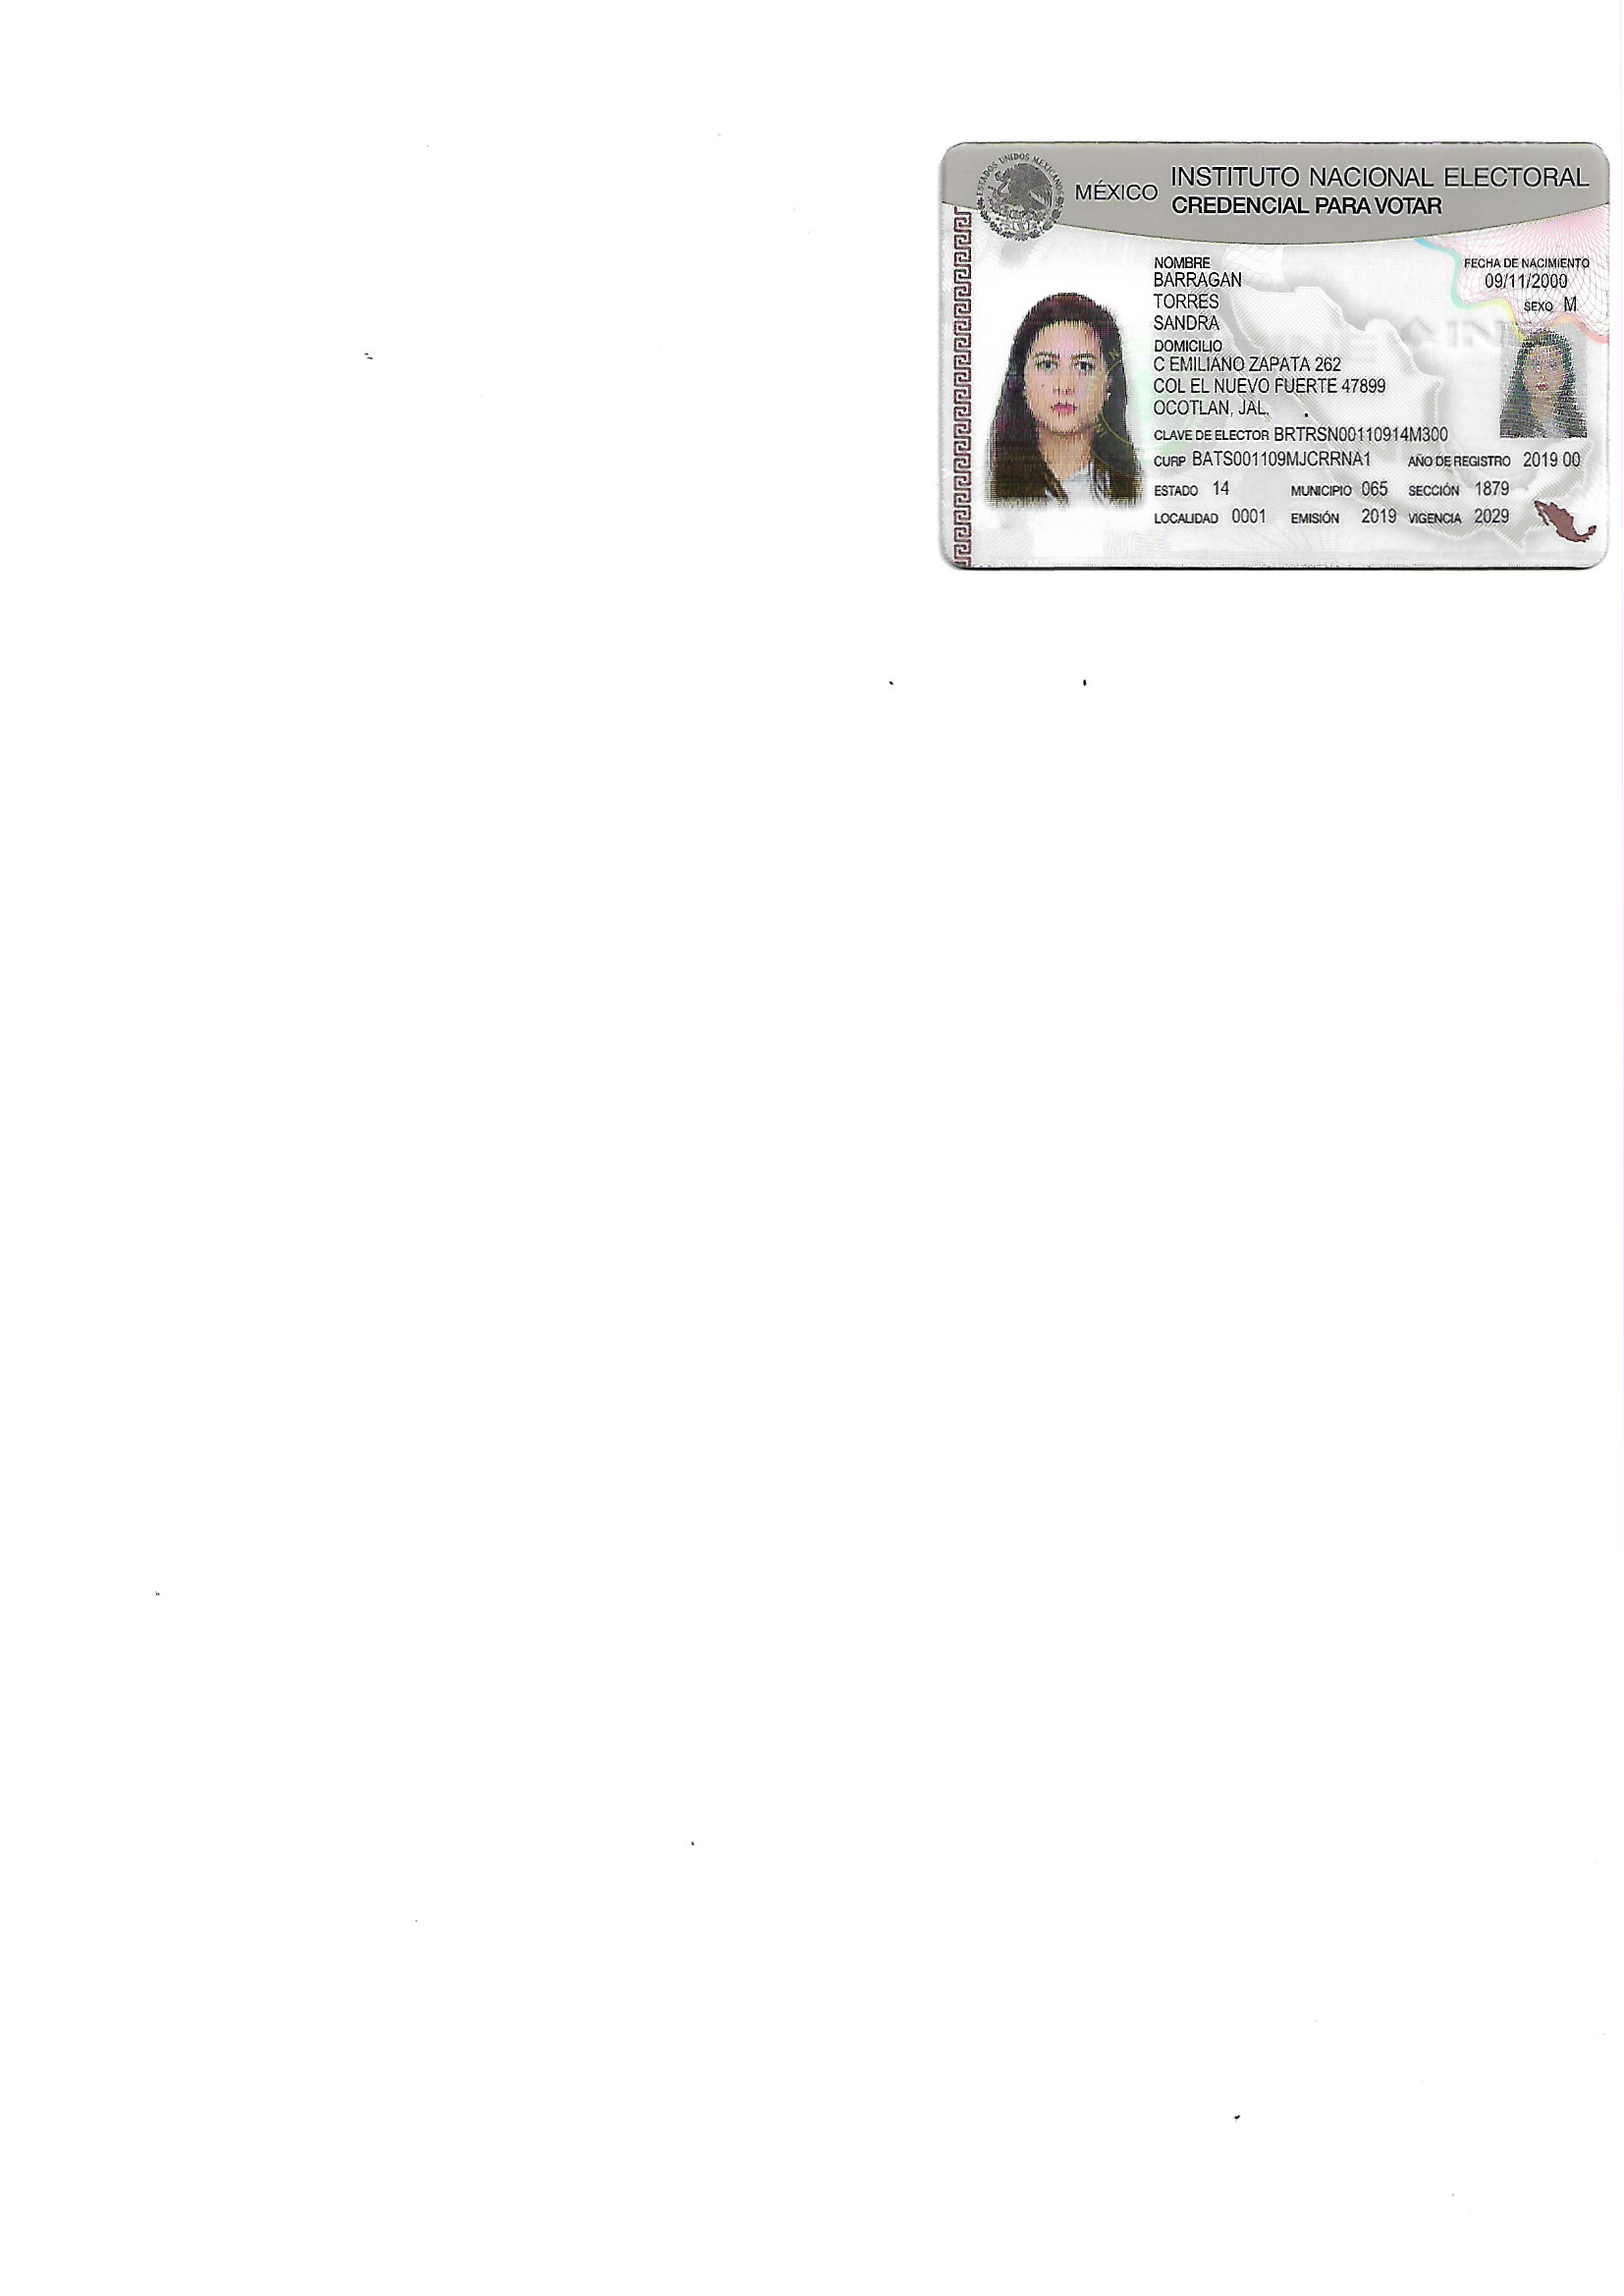 ESTADOS UNIDOS MEXICANOS
MÉXICO INSTITUTO NACIONAL ELECTORAL
CREDENCIAL PARA VOTAR
NOMBRE
BARRAGAN
TORRES
SANDRA
FECHA DE NACIMIENTO
09/11/2000
SEXO M
DOMICILIO
C EMILIANO ZAPATA 262
COL EL NUEVO FUERTE 47899
OCOTLAN, JAL.
CLAVE DE ELECTOR BRTRSN00110914M300
CURP BATS001109MJCRRNA1 AÑO DE REGISTRO 2019 00
ESTADO 14 MUNICIPIO 065 SECCIÓN 1879
LOCALIDAD 0001 EMISIÓN 2019 VIGENCIA 2029